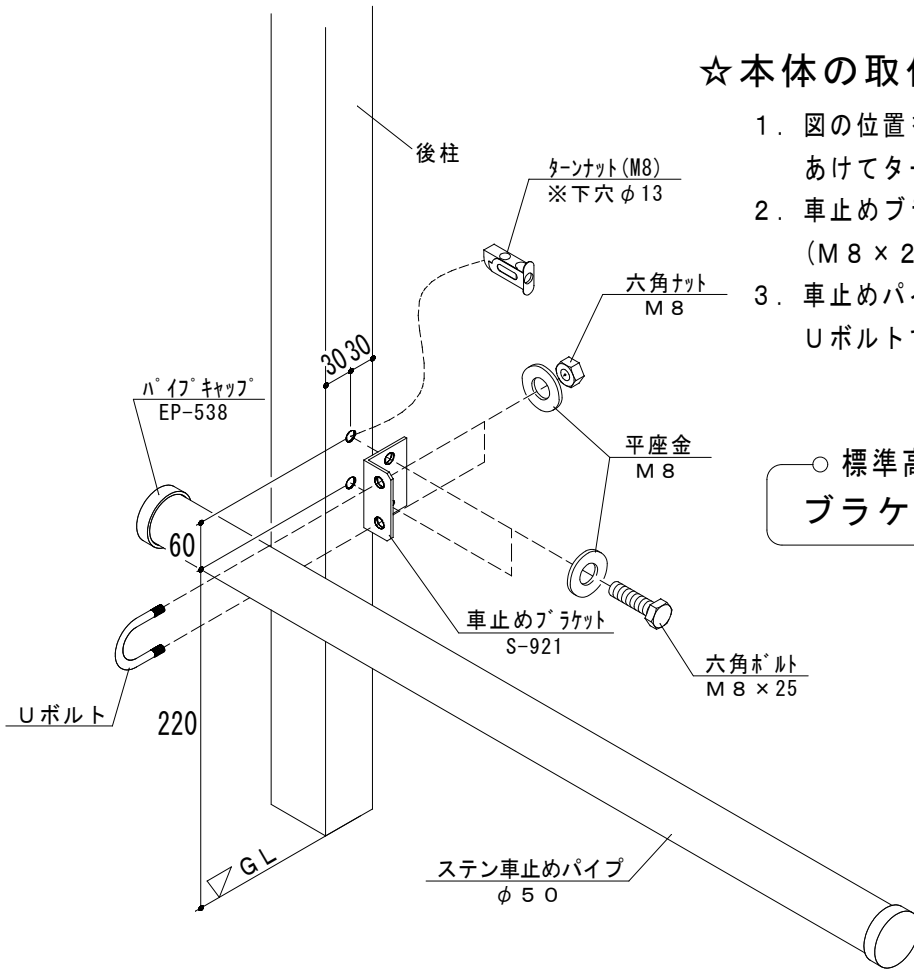 ☆本体の取
1. 図の位置
あけてター
2. 車止めブラ
(M8×2
3. 車止めパイ
Uボルトで
後柱
ターンナット(M8)
※下穴φ13
六角ナット
M8
30 30
パイプキャップ
EP-538
平座金
M8
標準高
ブラケ
60
車止めブラケット
S-921
六角ボルト
M8×25
Uボルト
220
GL
ステン車止めパイプ
φ50